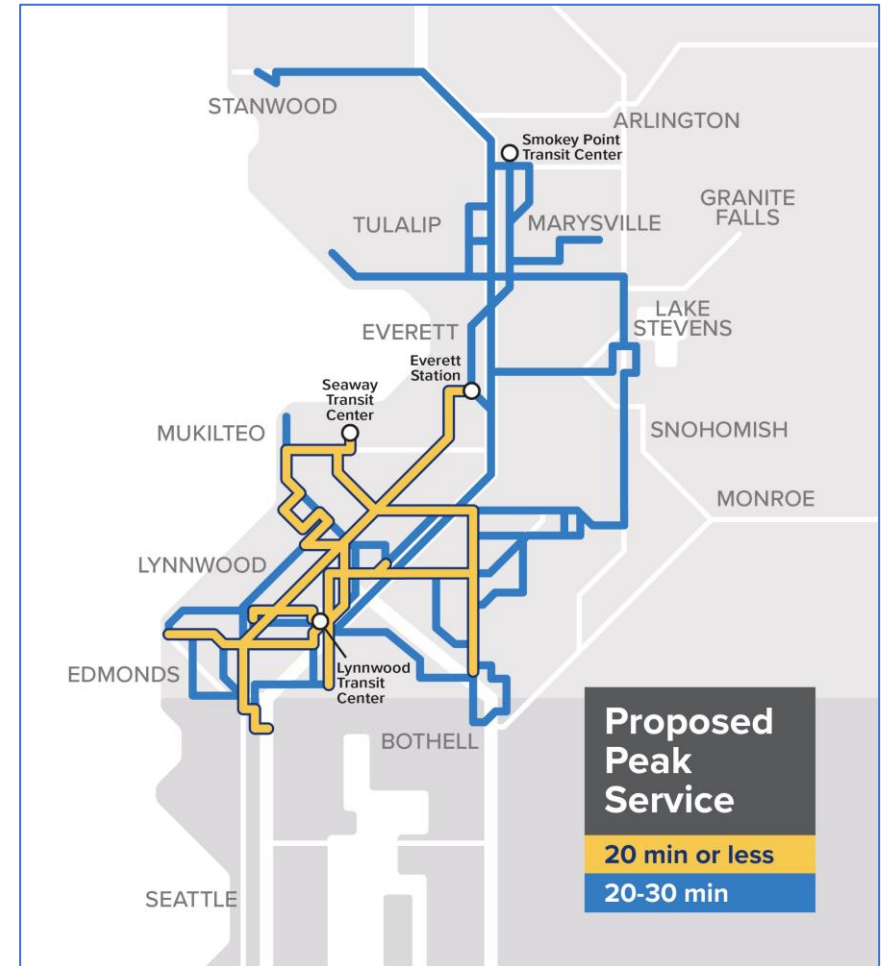 STANWOOD
ARLINGTON
Smokey Point
Transit Center
GRANITE
FALLS
TULALIP
MARYSVILLE
LAKE
STEVENS
EVERETT
Everett
Station
Seaway
Transit
Center
MUKILTEO
SNOHOMISH
MONROE
LYNNWOOD
EDMONDS
Lynnwood
Transit
Center
BOTHELL
Proposed
Peak
Service
20 min or less
20-30 min
SEATTLE